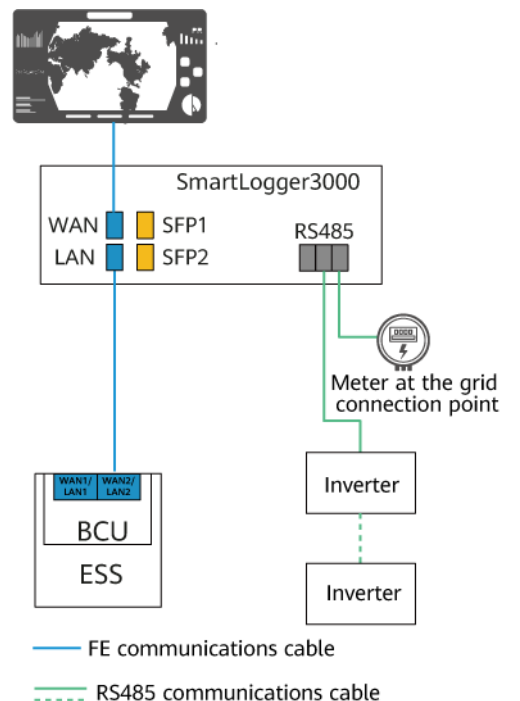 SmartLogger3000
WAN SFP1
LAN SFP2
RS485
Meter at the grid
connection point
WAN1/ WAN2/
LAN1 LAN2
BCU
ESS
Inverter
Inverter
FE communications cable
RS485 communications cable